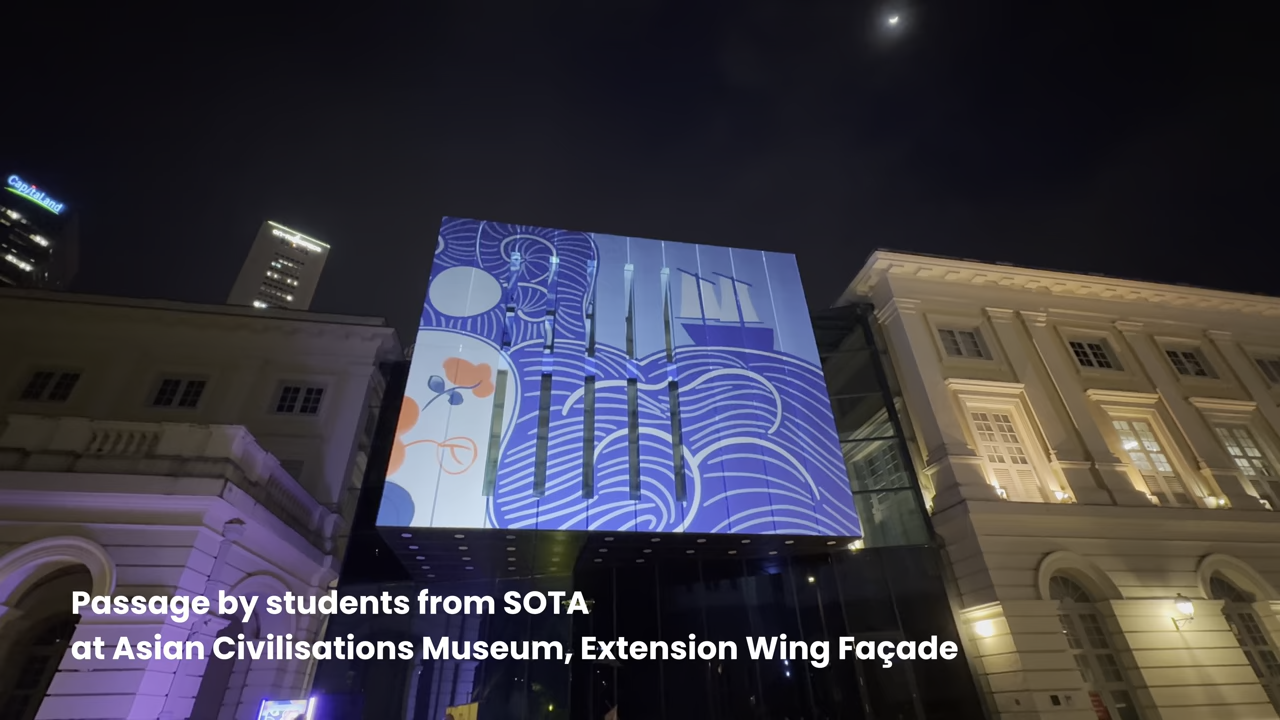 CapitaLand
Passage by students from SOTA
at Asian Civilisations Museum, Extension Wing Façade